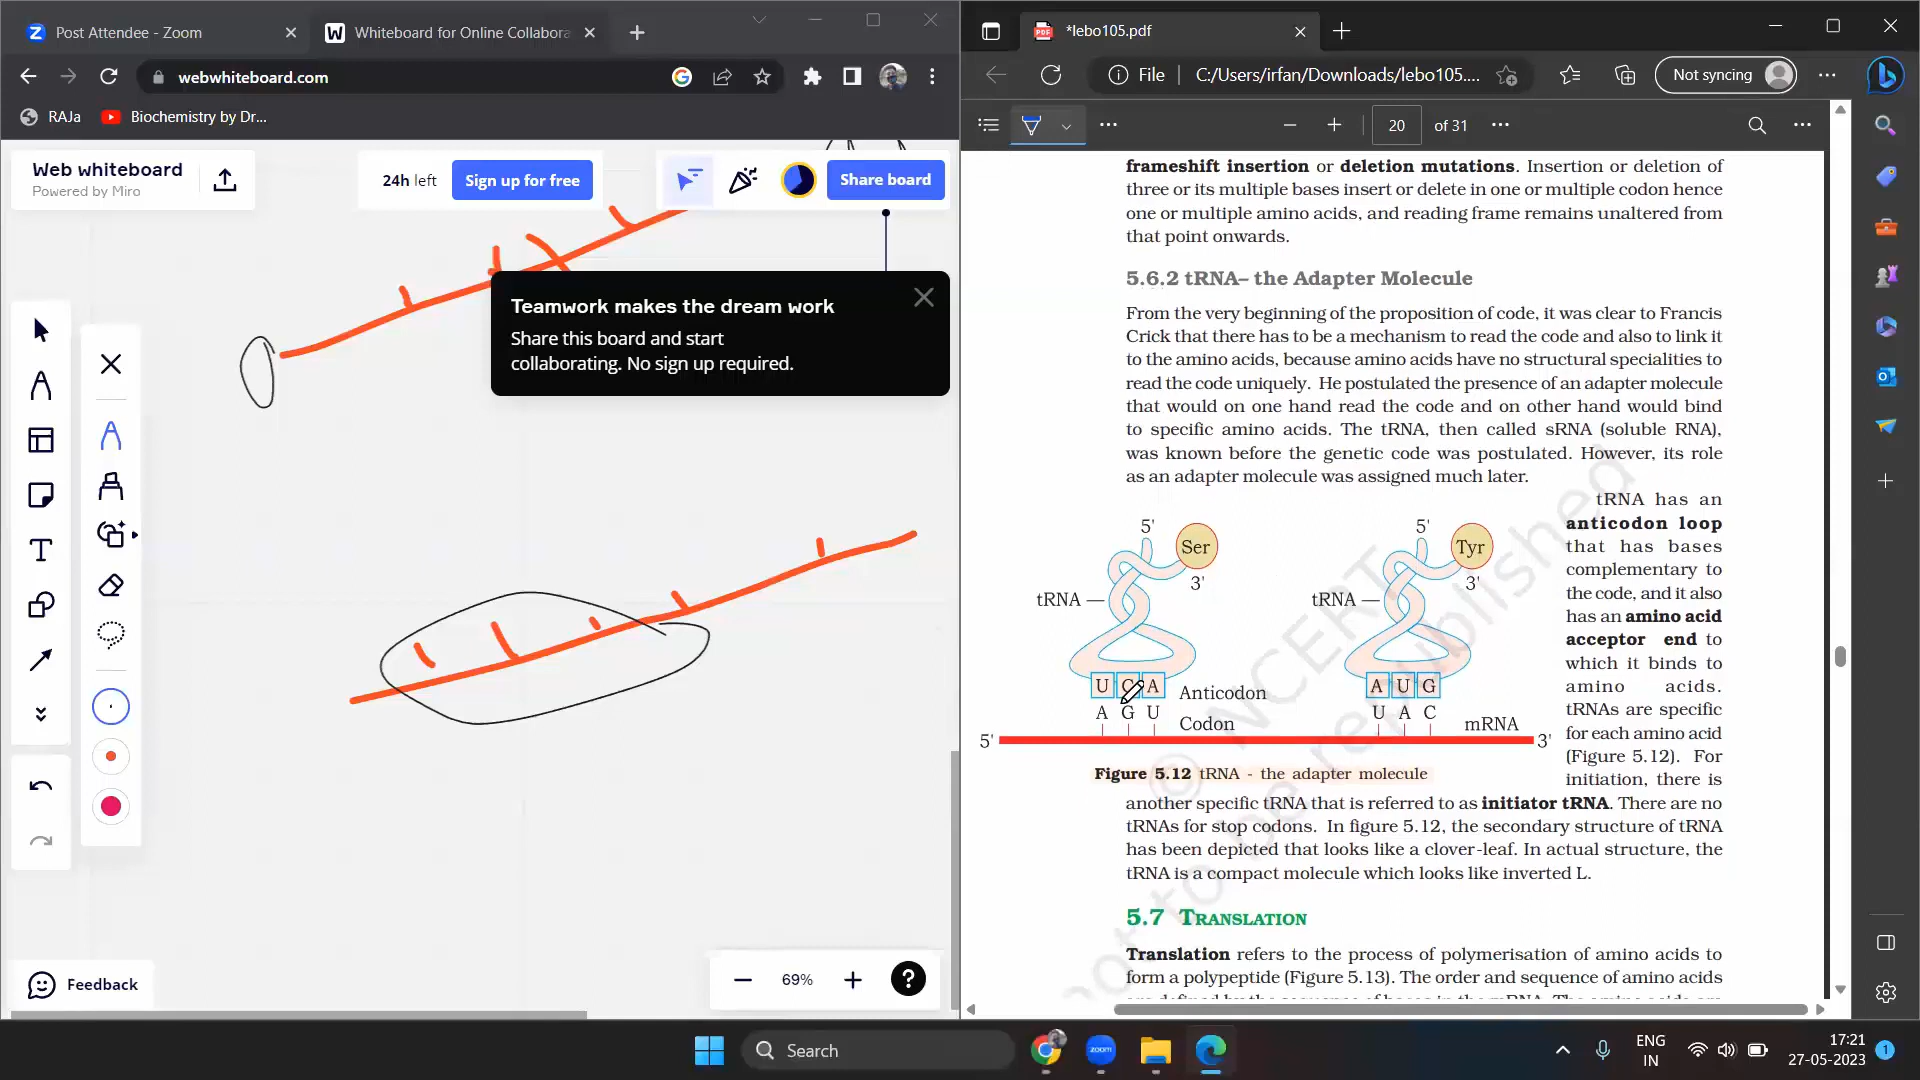 Post Attendee - Zoom
Whiteboard for Online Collabora
webwhiteboard.com
RAJa
Biochemistry by Dr...
Web whiteboard
Powered by Miro
24h left
Sign up for free
Share board
Teamwork makes the dream work
Share this board and start
collaborating. No sign up required.
69%
Feedback
*lebo105.pdf
File
C:/Users/irfan/Downloads/lebo105....
Not syncing
20 of 31
frameshift insertion or deletion mutations. Insertion or deletion of
three or its multiple bases insert or delete in one or multiple codon hence
one or multiple amino acids, and reading frame remains unaltered from
that point onwards.
5.6.2 tRNA– the Adapter Molecule
From the very beginning of the proposition of code, it was clear to Francis
Crick that there has to be a mechanism to read the code and also to link it
to the amino acids, because amino acids have no structural specialities to
read the code uniquely. He postulated the presence of an adapter molecule
that would on one hand read the code and on other hand would bind
to specific amino acids. The tRNA, then called sRNA (soluble RNA),
was known before the genetic code was postulated. However, its role
as an adapter molecule was assigned much later.
tRNA has an
anticodon loop
that has bases
complementary to
the code, and it also
has an amino acid
acceptor end to
which it binds to
amino acids.
tRNAs are specific
for each amino acid
(Figure 5.12). For
initiation, there is
5'
Ser
3'
tRNA
U C A
Anticodon
A G U
Codon
5'
Tyr
3'
tRNA
A U G
U A C
mRNA
5'
3'
Figure 5.12 tRNA - the adapter molecule
another specific tRNA that is referred to as initiator tRNA. There are no
tRNAs for stop codons. In figure 5.12, the secondary structure of tRNA
has been depicted that looks like a clover-leaf. In actual structure, the
tRNA is a compact molecule which looks like inverted L.
5.7 TRANSLATION
Translation refers to the process of polymerisation of amino acids to
form a polypeptide (Figure 5.13). The order and sequence of amino acids
© NCERT
not to be republished
Search
zoom
ENG
IN
17:21
27-05-2023
1